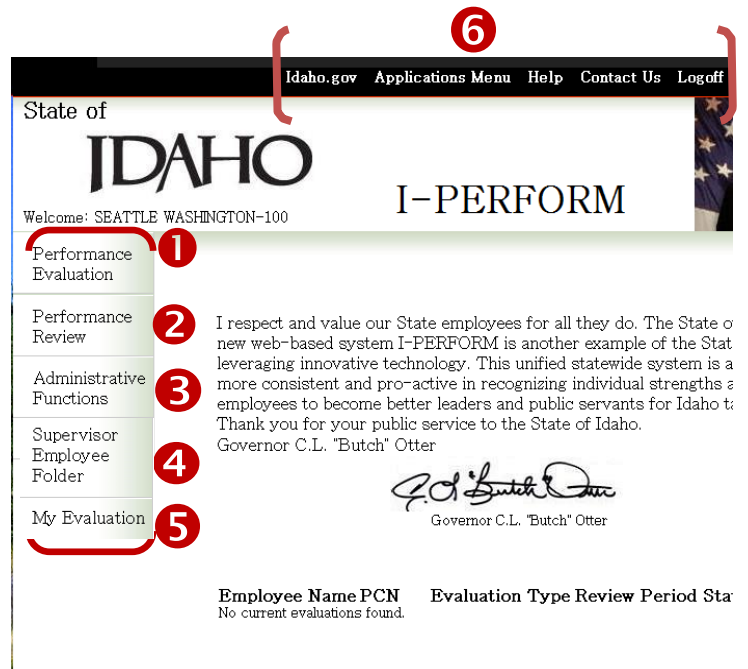 6
Idaho.gov Applications Menu Help Contact Us Logoff
State of
IDAHO
I-PERFORM
Welcome: SEATTLE WASHINGTON-100
Performance
Evaluation
1
Performance
Review
2
Administrative
Functions
3
Supervisor
Employee
Folder
4
My Evaluation
5
I respect and value our State employees for all they do. The State
new web-based system I-PERFORM is another example of the
leveraging innovative technology. This unified statewide system is
more consistent and pro-active in recognizing individual strengths
employees to become better leaders and public servants for Idaho
Thank you for your public service to the State of Idaho.
Governor C.L. "Butch" Otter
C.L. "Butch" Otter
Governor C.L. "Butch" Otter
Employee Name PCN Evaluation Type Review Period
No current evaluations found.